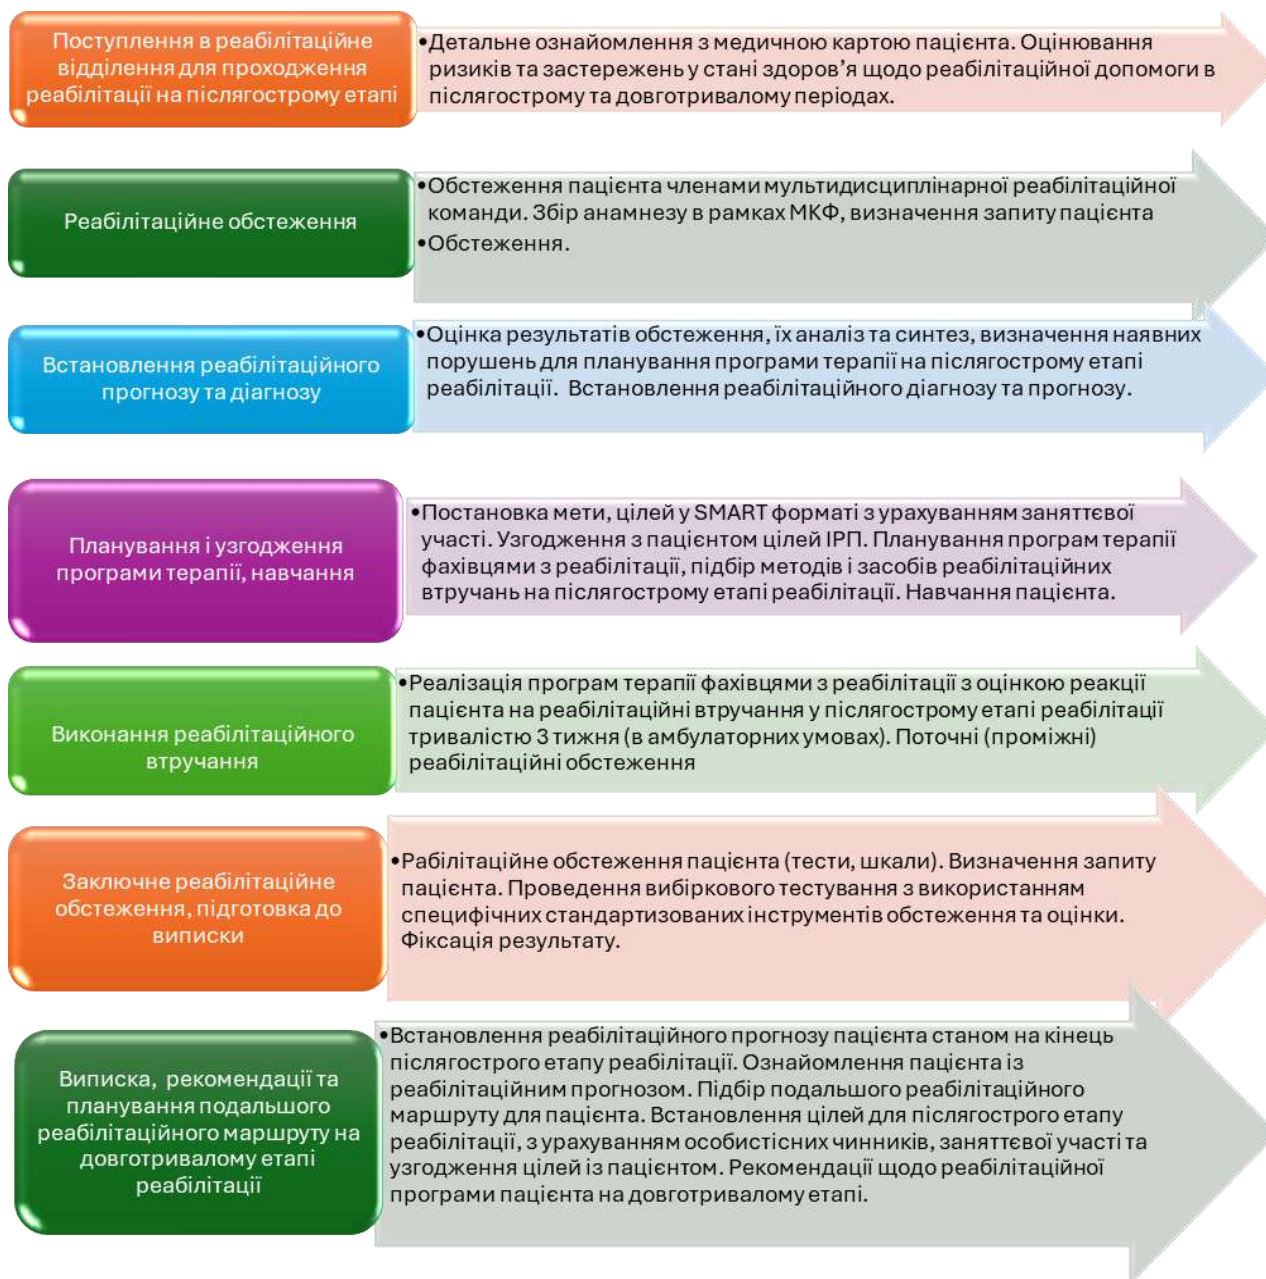 Поступлення в реабілітаційне
відділення для проходження
реабілітації на післягострому етапі
•Детальне ознайомлення з медичною картою пацієнта. Оцінювання
ризиків та застережень у стані здоров’я щодо реабілітаційної допомоги в
післягострому та довготривалому періодах.
Реабілітаційне обстеження
•Обстеження пацієнта членами мультидисциплінарної реабілітаційної
команди. Збір анамнезу в рамках МКФ, визначення запиту пацієнта
•Обстеження.
Встановлення реабілітаційного
прогнозу та діагнозу
•Оцінка результатів обстеження, їх аналіз та синтез, визначення наявних
порушень для планування програми терапії на післягострому етапі
реабілітації. Встановлення реабілітаційного діагнозу та прогнозу.
Планування і узгодження
програми терапії, навчання
•Постановка мети, цілей у SMART форматі з урахуванням заняттєвої
участі. Узгодження з пацієнтом цілей ІРП. Планування програм терапії
фахівцями з реабілітації, підбір методів і засобів реабілітаційних
втручань на післягострому етапі реабілітації. Навчання пацієнта.
Виконання реабілітаційного
втручання
•Реалізація програм терапії фахівцями з реабілітації з оцінкою реакції
пацієнта на реабілітаційні втручання у післягострому етапі реабілітації
тривалістю 3 тижня (в амбулаторних умовах). Поточні (проміжні)
реабілітаційні обстеження
Заключне реабілітаційне
обстеження, підготовка до
виписки
•Рабілітаційне обстеження пацієнта (тести, шкали). Визначення запиту
пацієнта. Проведення вибіркового тестування з використанням
специфічних стандартизованих інструментів обстеження та оцінки.
Фіксація результату.
Виписка, рекомендації та
планування подальшого
реабілітаційного маршруту на
довготривалому етапі
реабілітації
•Встановлення реабілітаційного прогнозу пацієнта станом на кінець
післягострого етапу реабілітації. Ознайомлення пацієнта із
реабілітаційним прогнозом. Підбір подальшого реабілітаційного
маршруту для пацієнта. Встановлення цілей для післягострого етапу
реабілітації, з урахуванням особистісних чинників, заняттєвої участі та
узгодження цілей із пацієнтом. Рекомендації щодо реабілітаційної
програми пацієнта на довготривалому етапі.